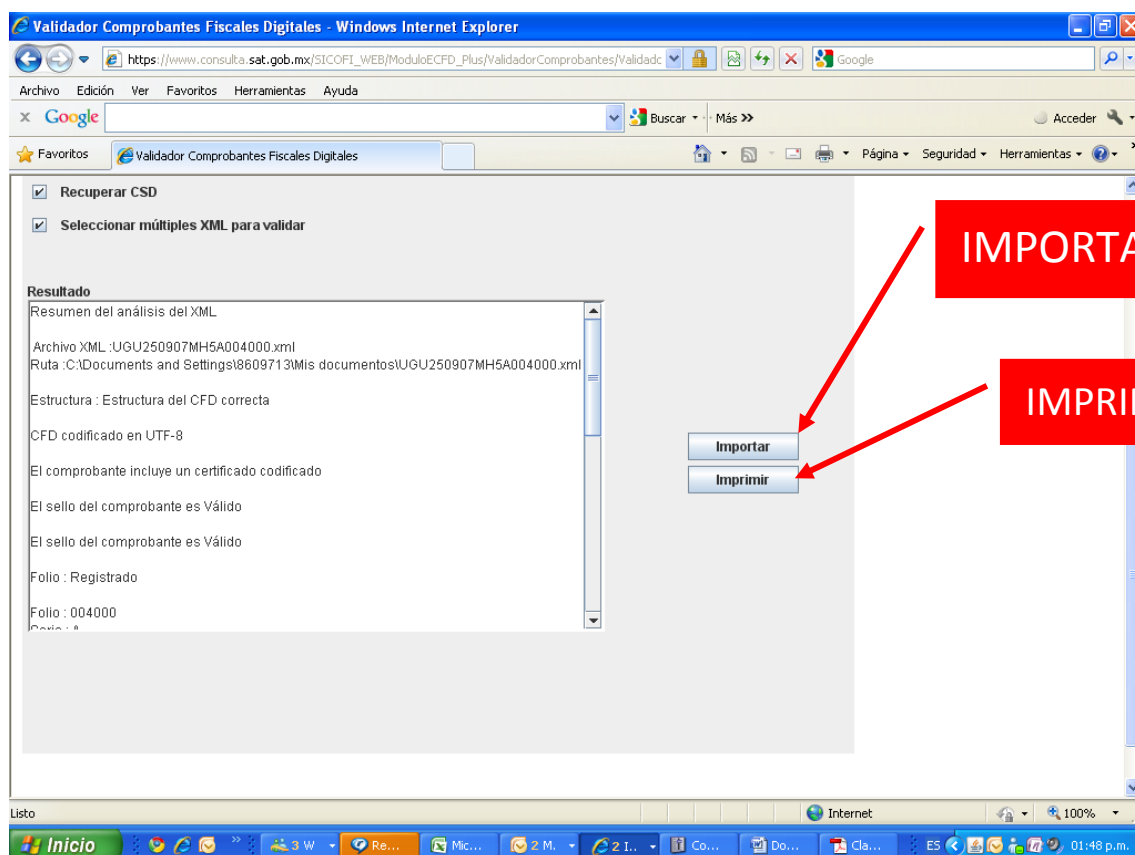 Validador Comprobantes Fiscales Digitales - Windows Internet Explorer
https://www.consulta.sat.gob.mx/SICOFI_WEB/ModuloECFD_Plus/ValidadorComprobantes/Validadc
Google
Archivo Edición Ver Favoritos Herramientas Ayuda
x Google Buscar Más >> Acceder
Favoritos Validador Comprobantes Fiscales Digitales Página Seguridad Herramientas
Recuperar CSD
Seleccionar múltiples XML para validar
IMPORTA
Resultado
Resumen del análisis del XML
Archivo XML :UGU250907MH5A004000.xml
Ruta :C:\Documents and Settings\8609713\Mis documentos\UGU250907MH5A004000.xml
Estructura : Estructura del CFD correcta
IMPRI
CFD codificado en UTF-8
Importar
El comprobante incluye un certificado codificado
Imprimir
El sello del comprobante es Válido
El sello del comprobante es Válido
Folio : Registrado
Folio : 004000
Serie : A
Listo Internet 100%
Inicio 3 W Re... Mic... 2 M. 2 I.. Co... Do... Cla... ES 01:48 p.m.